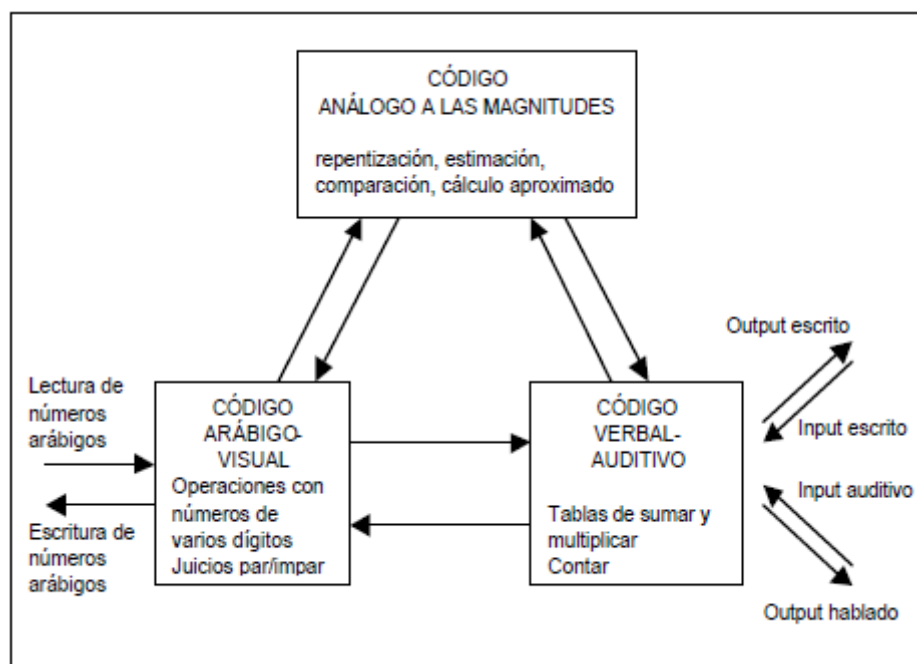 CÓDIGO
ANÁLOGO A LAS MAGNITUDES
repentización, estimación,
comparación, cálculo aproximado
Output escrito
Input escrito
Input auditivo
Output hablado
Lectura de
números
arábigos
Escritura de
números
arábigos
CÓDIGO
ARÁBIGO-
VISUAL
Operaciones con
números de
varios dígitos
Juicios par/impar
CÓDIGO
VERBAL-
AUDITIVO
Tablas de sumar y
multiplicar
Contar